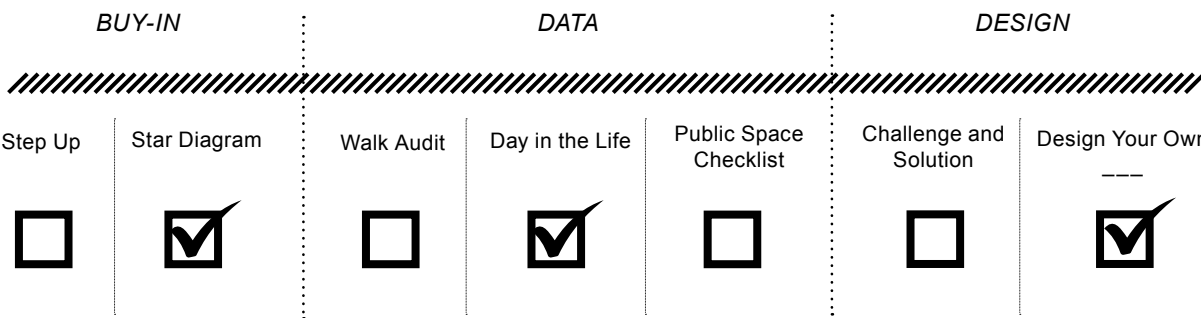 BUY-IN
DATA
DESIGN
Step Up
Star Diagram
Walk Audit
Day in the Life
Public Space
Checklist
Challenge and
Solution
Design Your Own
___